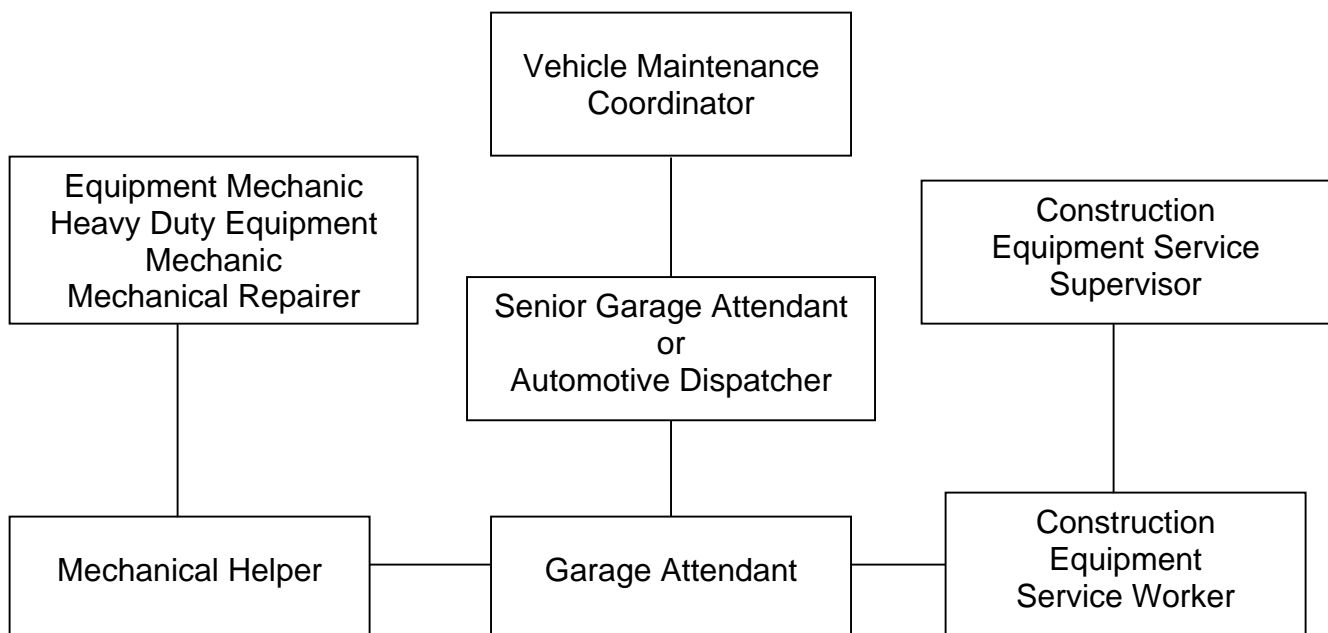 Vehicle Maintenance
Coordinator
Equipment Mechanic
Heavy Duty Equipment
Mechanic
Mechanical Repairer
Construction
Equipment Service
Supervisor
Senior Garage Attendant
or
Automotive Dispatcher
Mechanical Helper
Garage Attendant
Construction
Equipment
Service Worker